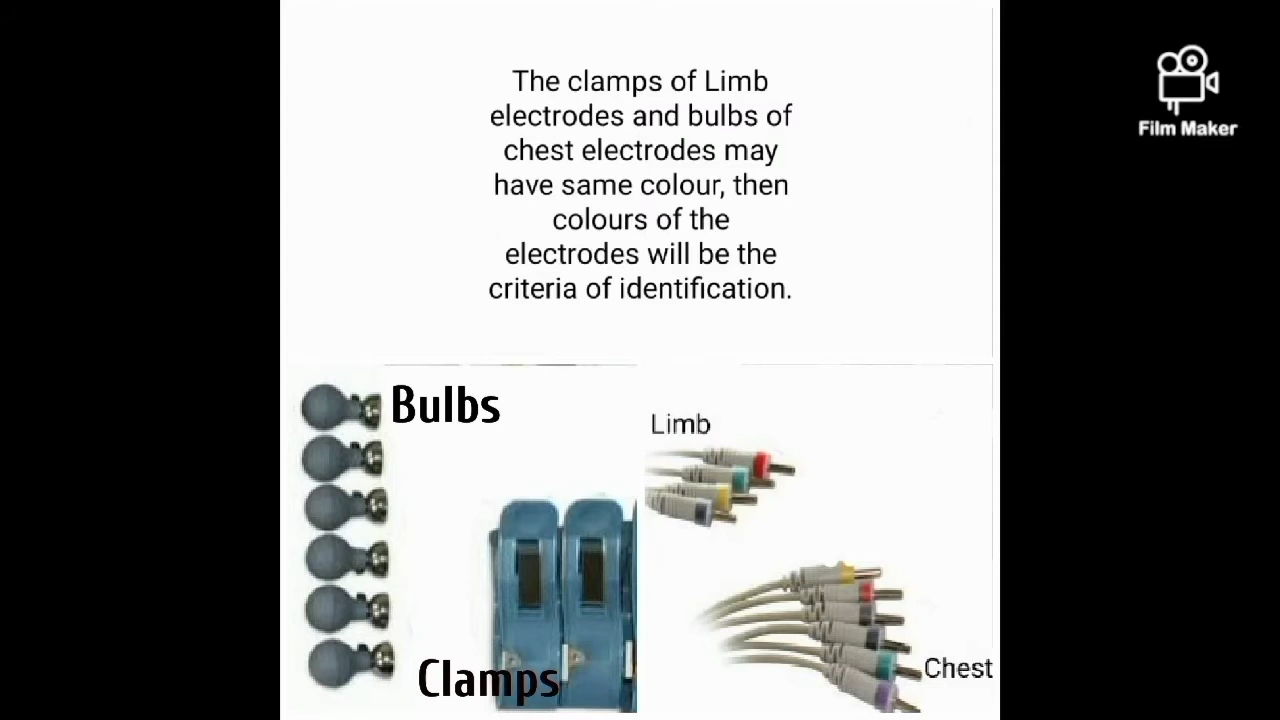 The clamps of Limb
electrodes and bulbs of
chest electrodes may
have same colour, then
colours of the
electrodes will be the
criteria of identification.
Film Maker
Bulbs
Limb
Clamps
Chest